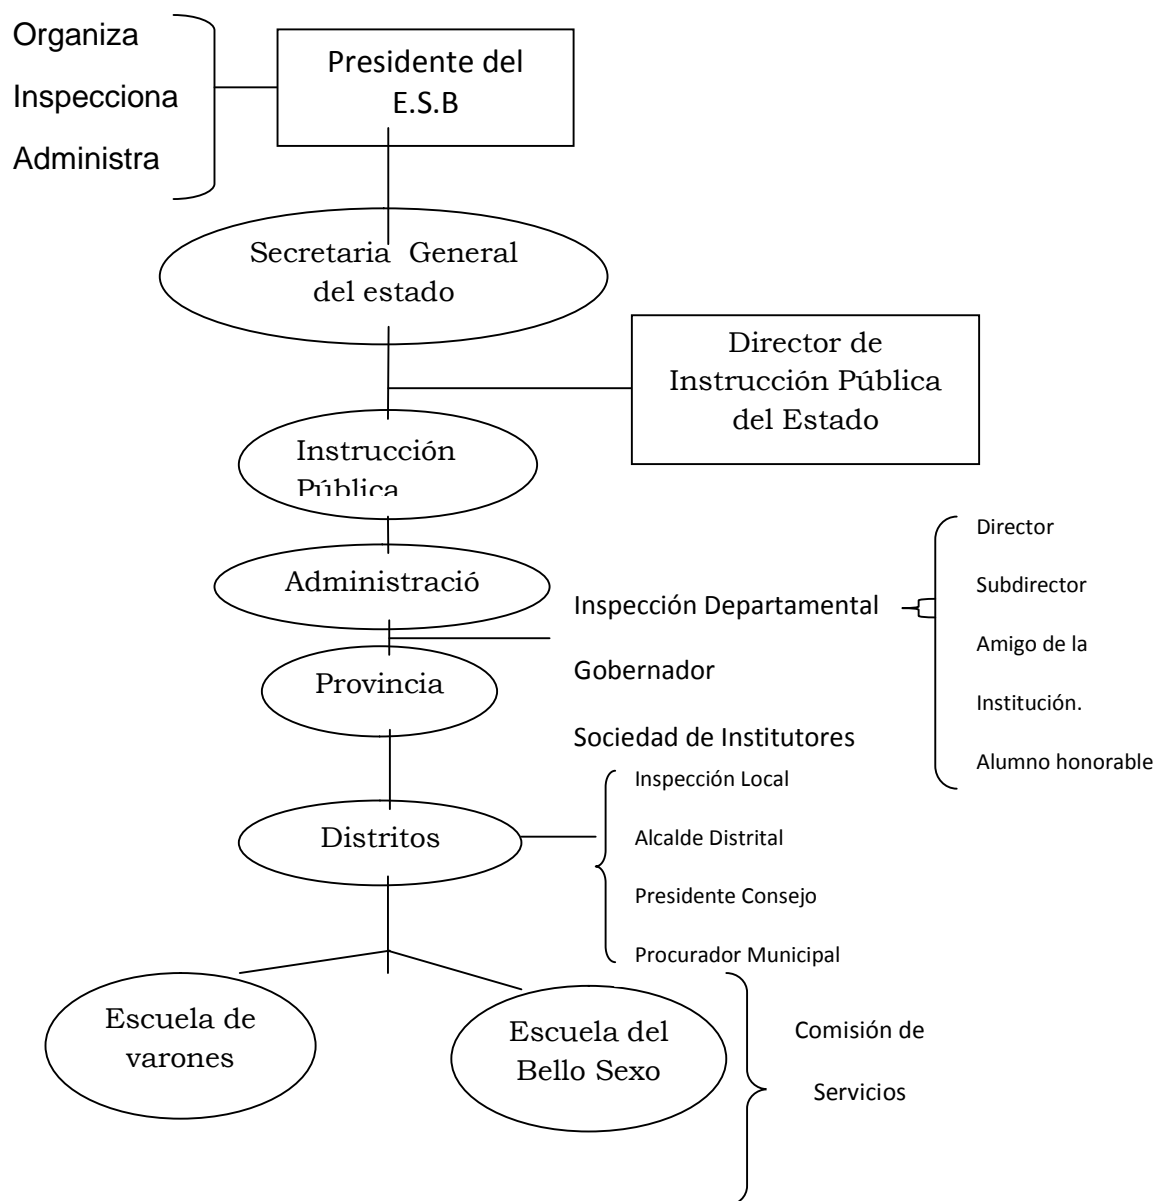 Organiza
Inspecciona
Administra
Presidente del
E.S.B
Secretaria General
del estado
Director de
Instrucción Pública
del Estado
Instrucción
Pública
Administració
Inspección Departamental
Gobernador
Sociedad de Institutores
Director
Subdirector
Amigo de la
Institución.
Alumno honorable
Provincia
Distritos
Inspección Local
Alcalde Distrital
Presidente Consejo
Procurador Municipal
Escuela de
varones
Escuela del
Bello Sexo
Comisión de
Servicios